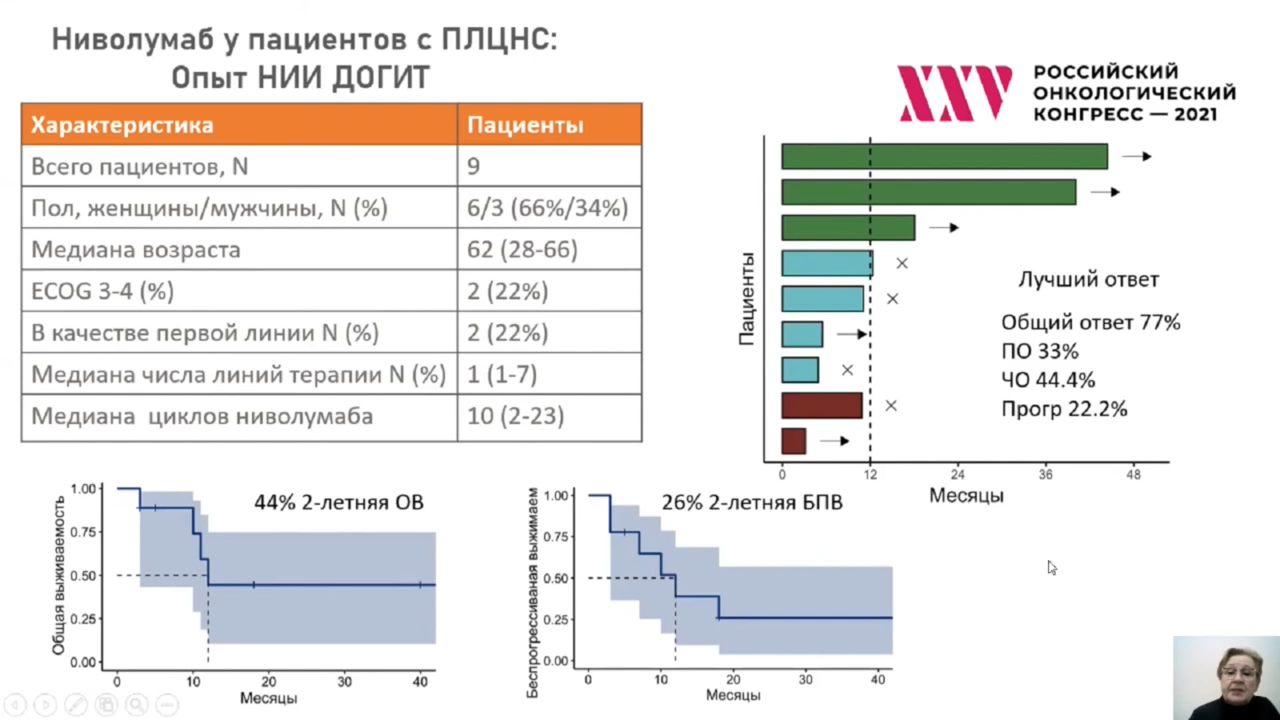 Ниволумаб у пациентов с ПЛЦНС:
Опыт НИИ ДОГИТ
XXV
РОССИЙСКИЙ
ОНКОЛОГИЧЕСКИЙ
КОНГРЕСС — 2021
Характеристика Пациенты
Всего пациентов, N 9
Пол, женщины/мужчины, N (%) 6/3 (66%/34%)
Медиана возраста 62 (28-66)
ECOG 3-4 (%) 2 (22%)
В качестве первой линии N (%) 2 (22%)
Медиана числа линий терапии N (%) 1 (1-7)
Медиана циклов ниволумаба 10 (2-23)
Пациенты
Лучший ответ
Общий ответ 77%
ПО 33%
ЧО 44.4%
Прогр 22.2%
0 12 24 36 48
Месяцы
Общая выживаемость
44% 2-летняя ОВ
1.00
0.75
0.50
0.25
0.00
0 10 20 30 40
Месяцы
Беспрогрессиваная выжимаем
26% 2-летняя БПВ
1.00
0.75
0.50
0.25
0.00
0 10 20 30 40
Месяцы